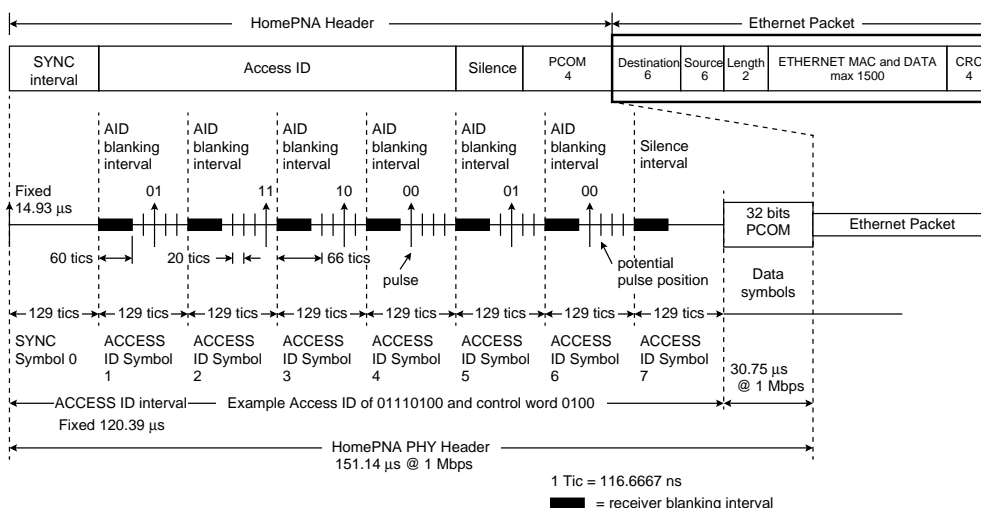 HomePNA Header
Ethernet Packet
SYNC
interval
Access ID
Silence
PCOM
4
Destination
6
Source
6
Length
2
ETHERNET MAC and DATA
max 1500
CRC
4
AID
blanking
interval
AID
blanking
interval
AID
blanking
interval
AID
blanking
interval
AID
blanking
interval
AID
blanking
interval
Silence
interval
Fixed
14.93 μs
01
11
10
00
01
00
32 bits
PCOM
Ethernet Packet
60 tics
20 tics
66 tics
pulse
potential
pulse position
Data
symbols
129 tics
129 tics
129 tics
129 tics
129 tics
129 tics
129 tics
129 tics
SYNC
Symbol 0
ACCESS
ID Symbol
1
ACCESS
ID Symbol
2
ACCESS
ID Symbol
3
ACCESS
ID Symbol
4
ACCESS
ID Symbol
5
ACCESS
ID Symbol
6
ACCESS
ID Symbol
7
30.75 μs
@ 1 Mbps
ACCESS ID interval
Example Access ID of 01110100 and control word 0100
Fixed 120.39 μs
HomePNA PHY Header
151.14 μs @ 1 Mbps
1 Tic = 116.6667 ns
= receiver blanking interval